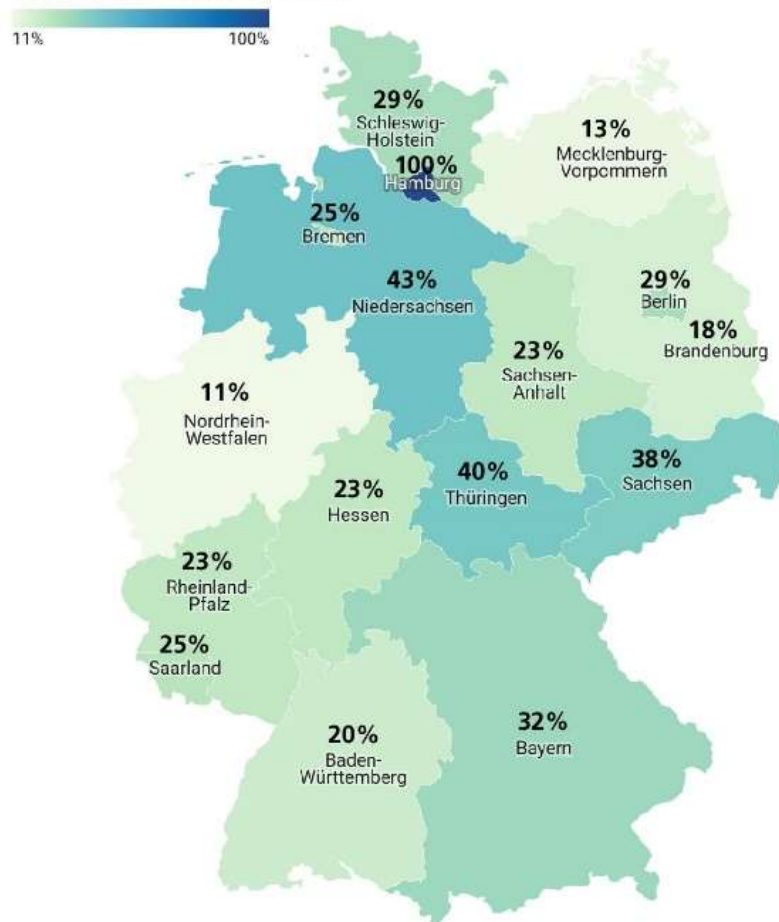 11%
100%
29%
Schleswig-
Holstein
13%
Mecklenburg-
Vorpommern
100%
Hamburg
25%
Bremen
43%
Niedersachsen
29%
Berlin
18%
Brandenburg
23%
Sachsen-
Anhalt
11%
Nordrhein-
Westfalen
38%
Sachsen
40%
Thüringen
23%
Hessen
23%
Rheinland-
Pfalz
25%
Saarland
32%
Bayern
20%
Baden-
Württemberg